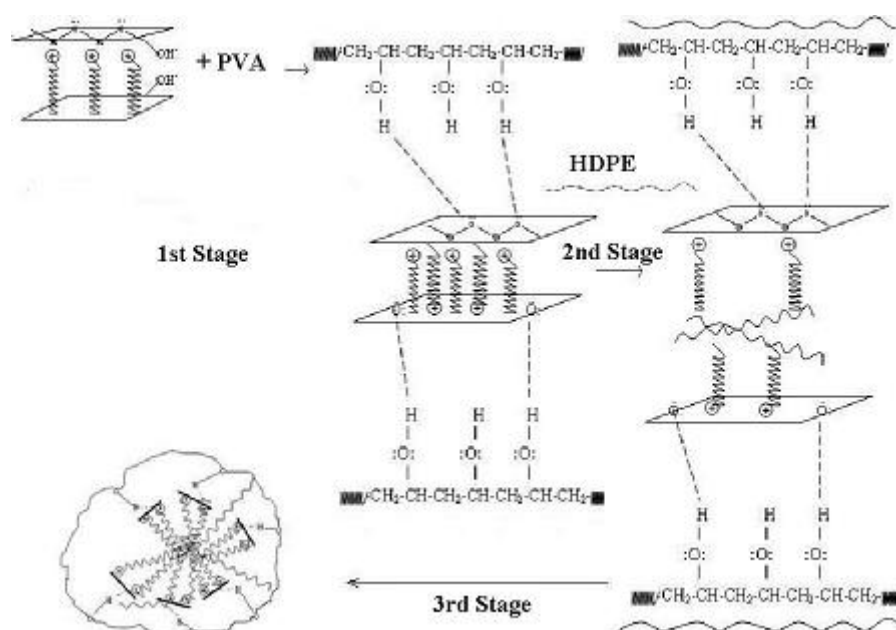 OH⁻
OH⁻
+ PVA
1st Stage
CH₂-CH-CH₂-CH-CH₂-CH-CH₂
:O: :O: :O:
H H H
⊕ ⊕ ⊕ ⊕ ⊕
O O
H H H
:O: :O: :O:
CH₂-CH-CH₂-CH-CH₂-CH-CH₂
HDPE
2nd Stage
CH₂-CH-CH₂-CH-CH₂-CH-CH₂
:O: :O: :O:
H H H
⊕ ⊕
⊕ ⊕
O O
H H H
:O: :O: :O:
CH₂-CH-CH₂-CH-CH₂-CH-CH₂
3rd Stage